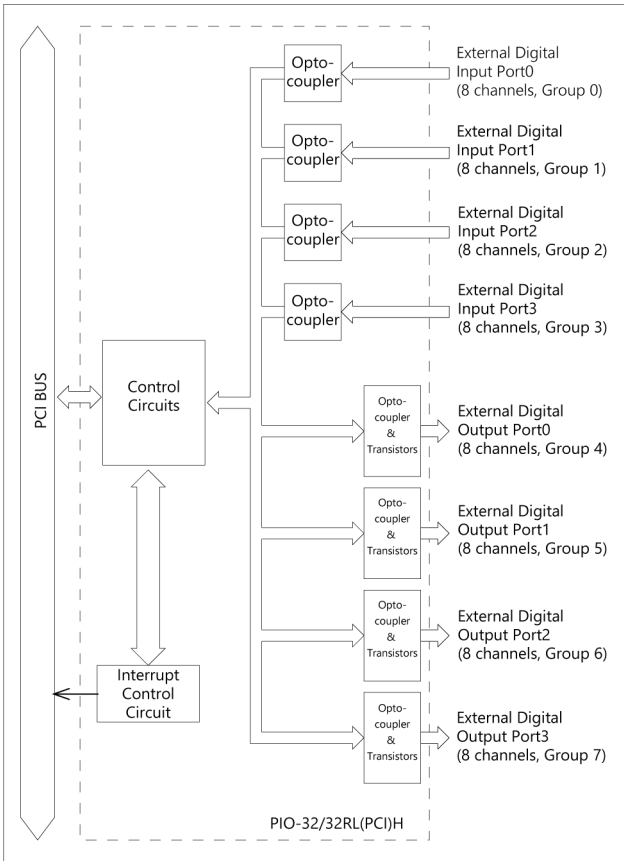 Opto-
coupler
External Digital
Input Port0
(8 channels, Group 0)
Opto-
coupler
External Digital
Input Port1
(8 channels, Group 1)
Opto-
coupler
External Digital
Input Port2
(8 channels, Group 2)
Opto-
coupler
External Digital
Input Port3
(8 channels, Group 3)
PCI BUS
Control
Circuits
Opto-
coupler
&
Transistors
External Digital
Output Port0
(8 channels, Group 4)
Opto-
coupler
&
Transistors
External Digital
Output Port1
(8 channels, Group 5)
Opto-
coupler
&
Transistors
External Digital
Output Port2
(8 channels, Group 6)
Interrupt
Control
Circuit
Opto-
coupler
&
Transistors
External Digital
Output Port3
(8 channels, Group 7)
PIO-32/32RL(PCI)H